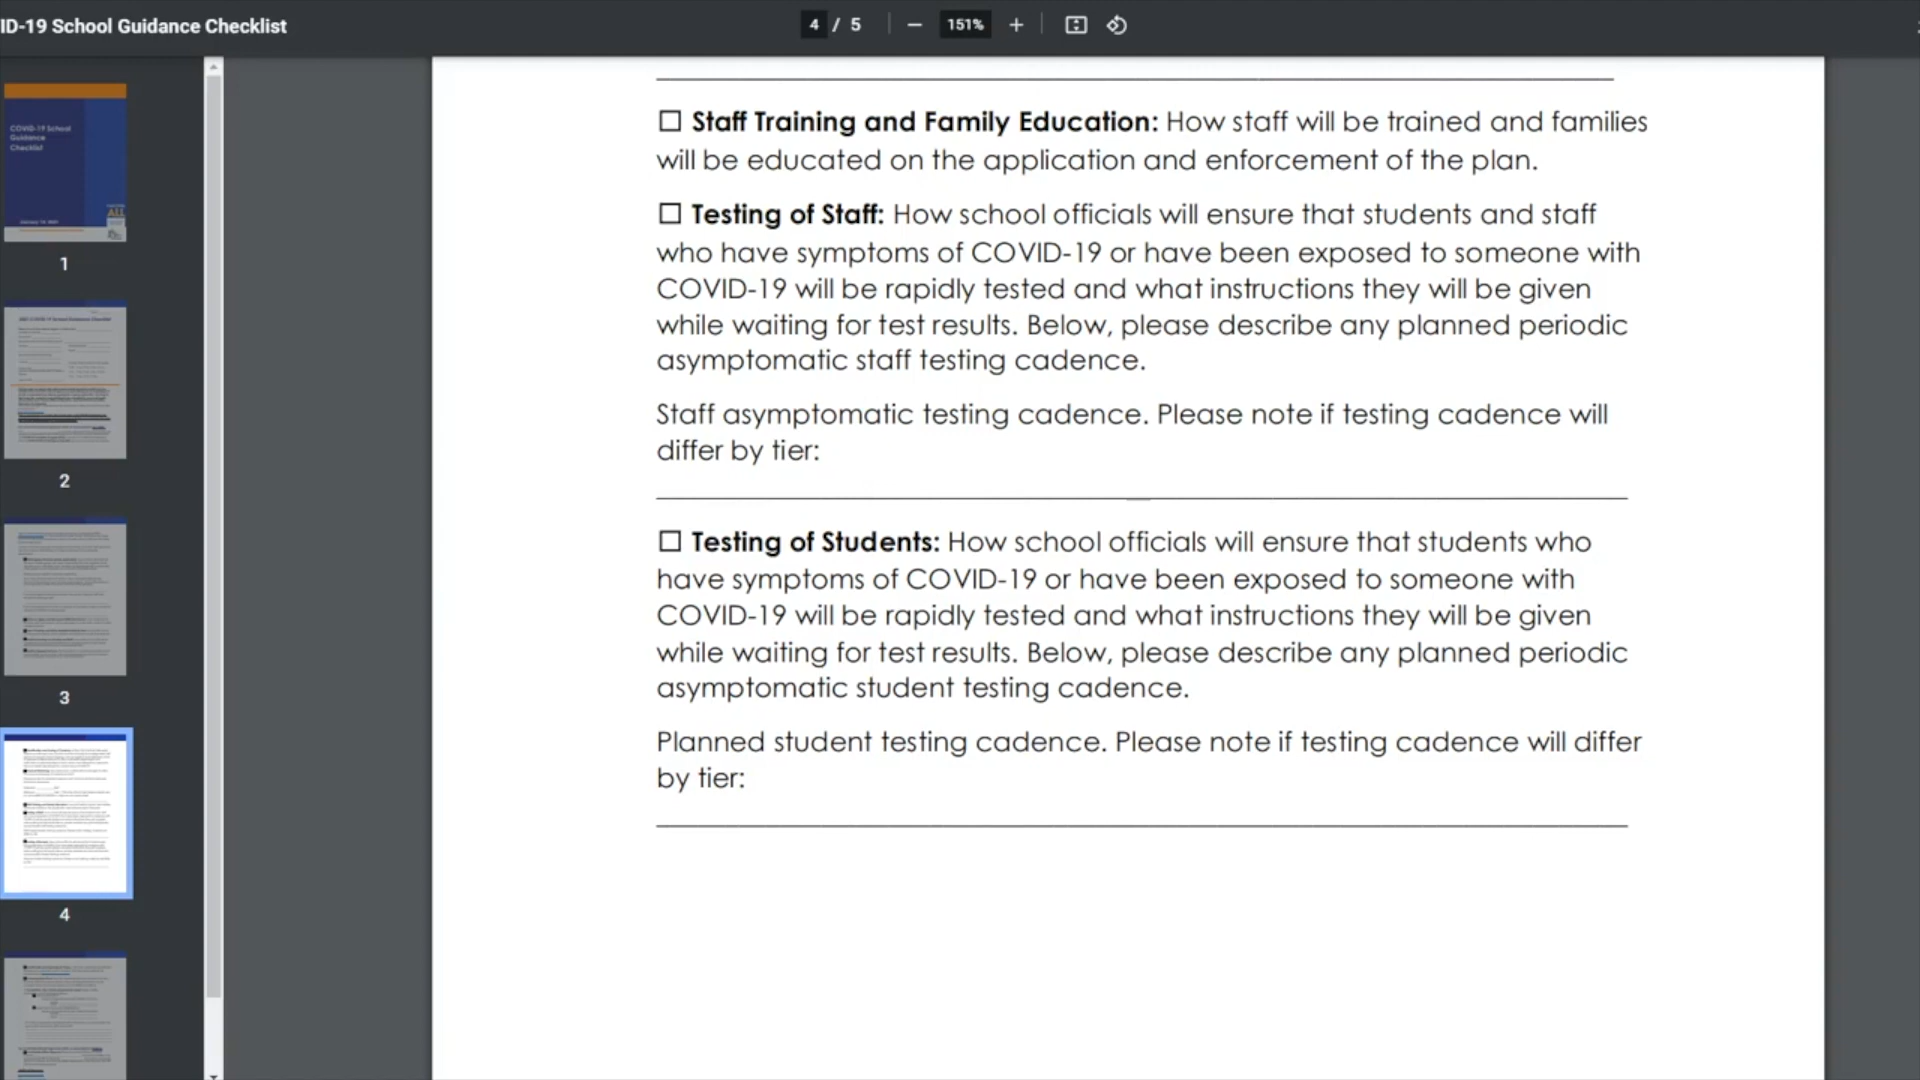 ID-19 School Guidance Checklist
4 / 5
151%
COVID-19 School
Guidance
Checklist
ALL
1
2
3
4
Staff Training and Family Education: How staff will be trained and families
will be educated on the application and enforcement of the plan.
Testing of Staff: How school officials will ensure that students and staff
who have symptoms of COVID-19 or have been exposed to someone with
COVID-19 will be rapidly tested and what instructions they will be given
while waiting for test results. Below, please describe any planned periodic
asymptomatic staff testing cadence.
Staff asymptomatic testing cadence. Please note if testing cadence will
differ by tier:
Testing of Students: How school officials will ensure that students who
have symptoms of COVID-19 or have been exposed to someone with
COVID-19 will be rapidly tested and what instructions they will be given
while waiting for test results. Below, please describe any planned periodic
asymptomatic student testing cadence.
Planned student testing cadence. Please note if testing cadence will differ
by tier: